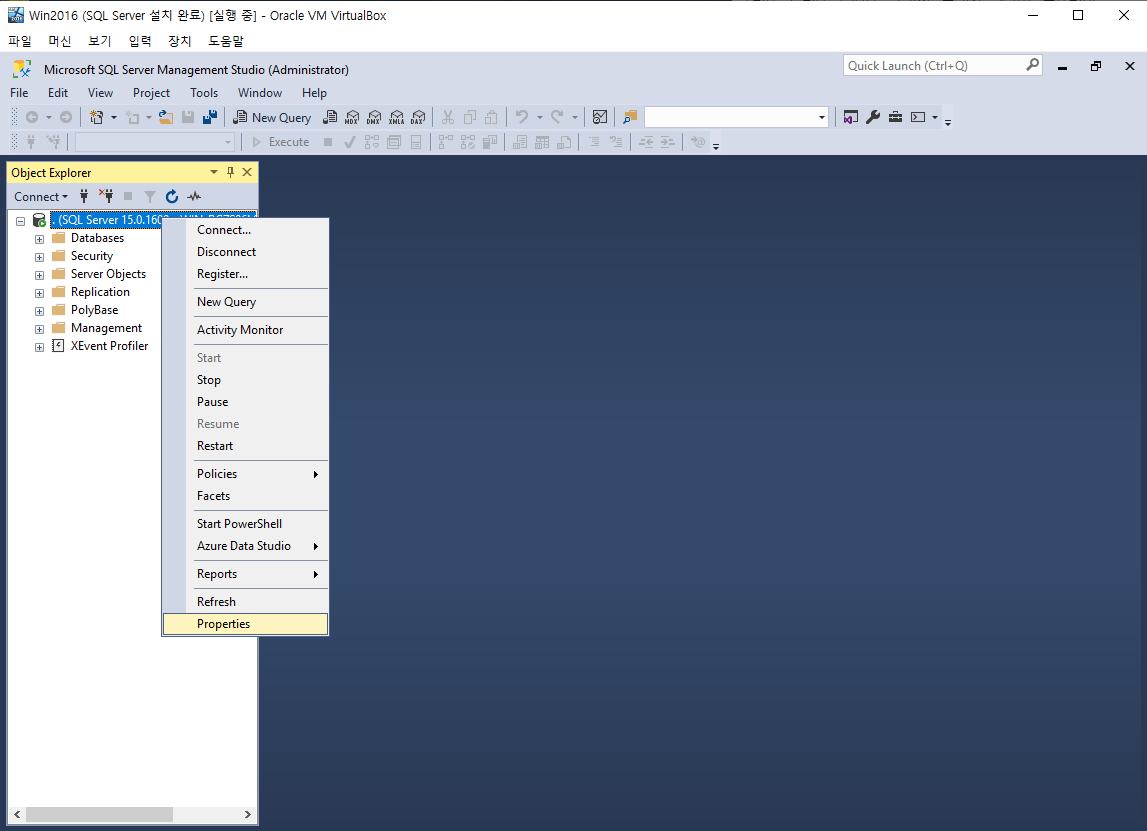 Win2016 (SQL Server 설치 완료) [실행 중] - Oracle VM VirtualBox
파일 머신 보기 입력 장치 도움말
Microsoft SQL Server Management Studio (Administrator)
Quick Launch (Ctrl+Q)
File Edit View Project Tools Window Help
New Query
MDX DMX XMLA DAX
Execute
Object Explorer
Connect
. (SQL Server 15.0.160
Databases
Security
Server Objects
Replication
PolyBase
Management
XEvent Profiler
Connect...
Disconnect
Register...
New Query
Activity Monitor
Start
Stop
Pause
Resume
Restart
Policies
Facets
Start PowerShell
Azure Data Studio
Reports
Refresh
Properties